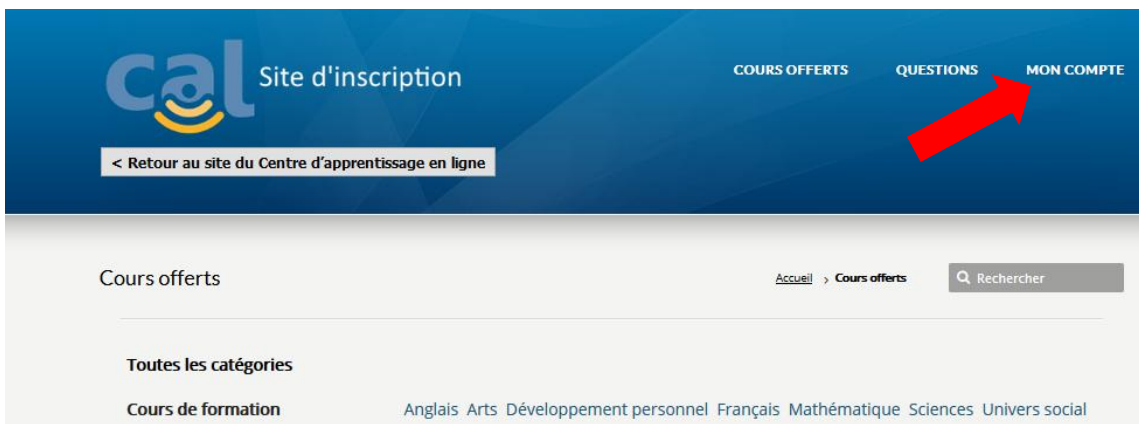 cal Site d'inscription
COURS OFFERTS QUESTIONS MON COMPTE
< Retour au site du Centre d'apprentissage en ligne
Cours offerts
Accueil > Cours offerts
Rechercher
Toutes les catégories
Cours de formation Anglais Arts Développement personnel Français Mathématique Sciences Univers social